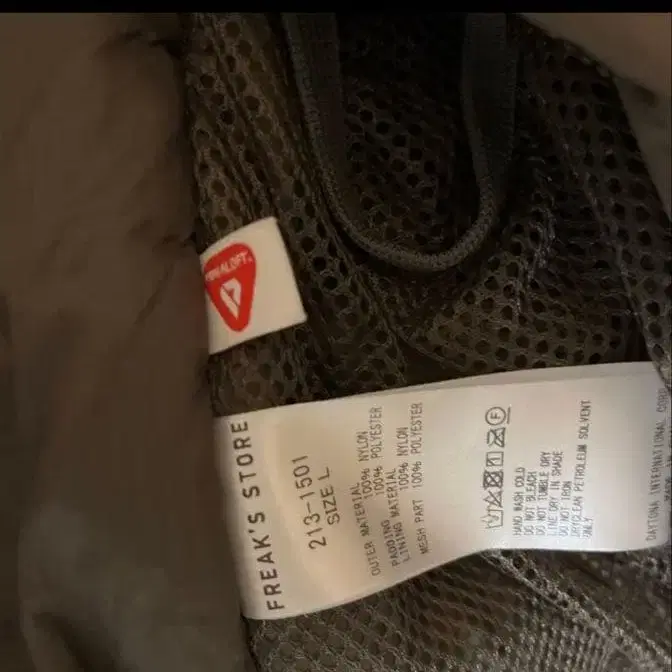 PRIMALOFT.
FREAK'S STORE
213-1501
SIZE L
OUTER MATERIAL
100% NYLON
PADDING MATERIAL
100% POLYESTER
LINING MATERIAL
100% NYLON
MESH PART 100% POLYESTER
HAND WASH COLD
DO NOT BLEACH
DO NOT TUMBLE DRY
LINE DRY IN SHADE
DO NOT IRON
DRYCLEAN PETROLEUM SOLVENT
ONLY
DAYTONA INTERNATIONAL